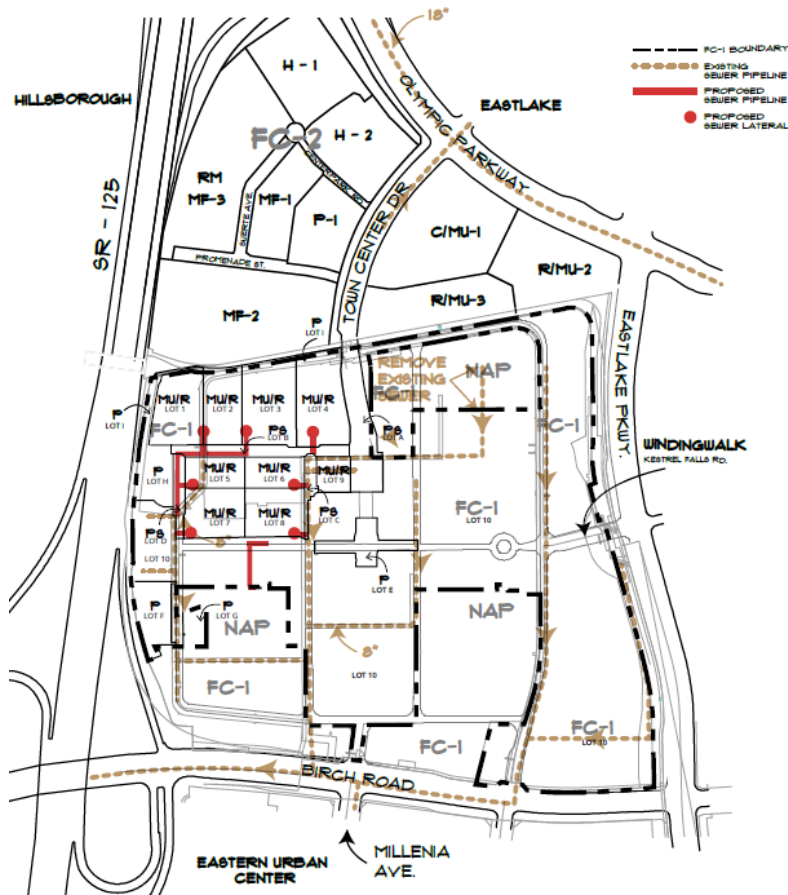 18"
FC-1 BOUNDARY
EXISTING
SEWER PIPELINE
PROPOSED
SEWER PIPELINE
PROPOSED
SEWER LATERAL
HILLSBOROUGH
H - 1
OLYMPIC PARKWAY
EASTLAKE
FC-2
H - 2
CENTERPARK RD.
SR - 125
RM
MF-3
MF-1
SUERTE AVE.
P-1
TOWN CENTER DR
C/MU-1
PROMENADE ST.
R/MU-2
MF-2
R/MU-3
EASTLAKE PKWY.
P
LOT I
REMOVE
EXISTING
SEWER
NAP
FC-1
MU/R
LOT 1
MU/R
LOT 2
MU/R
LOT 3
MU/R
LOT 4
P
LOT I
FC-1
PS
LOT B
PS
LOT A
FC-1
WINDINGWALK
KESTREL FALLS RD.
P
LOT H
MU/R
LOT 5
MU/R
LOT 6
MU/R
LOT 9
FC-1
LOT 10
PS
LOT C
MU/R
LOT 7
MU/R
LOT 8
8"
PS
LOT D
LOT 10
P
LOT E
P
LOT F
P
LOT G
NAP
NAP
8"
FC-1
LOT 10
FC-1
LOT 10
FC-1
BIRCH ROAD
EASTERN URBAN
CENTER
MILLENIA
AVE.